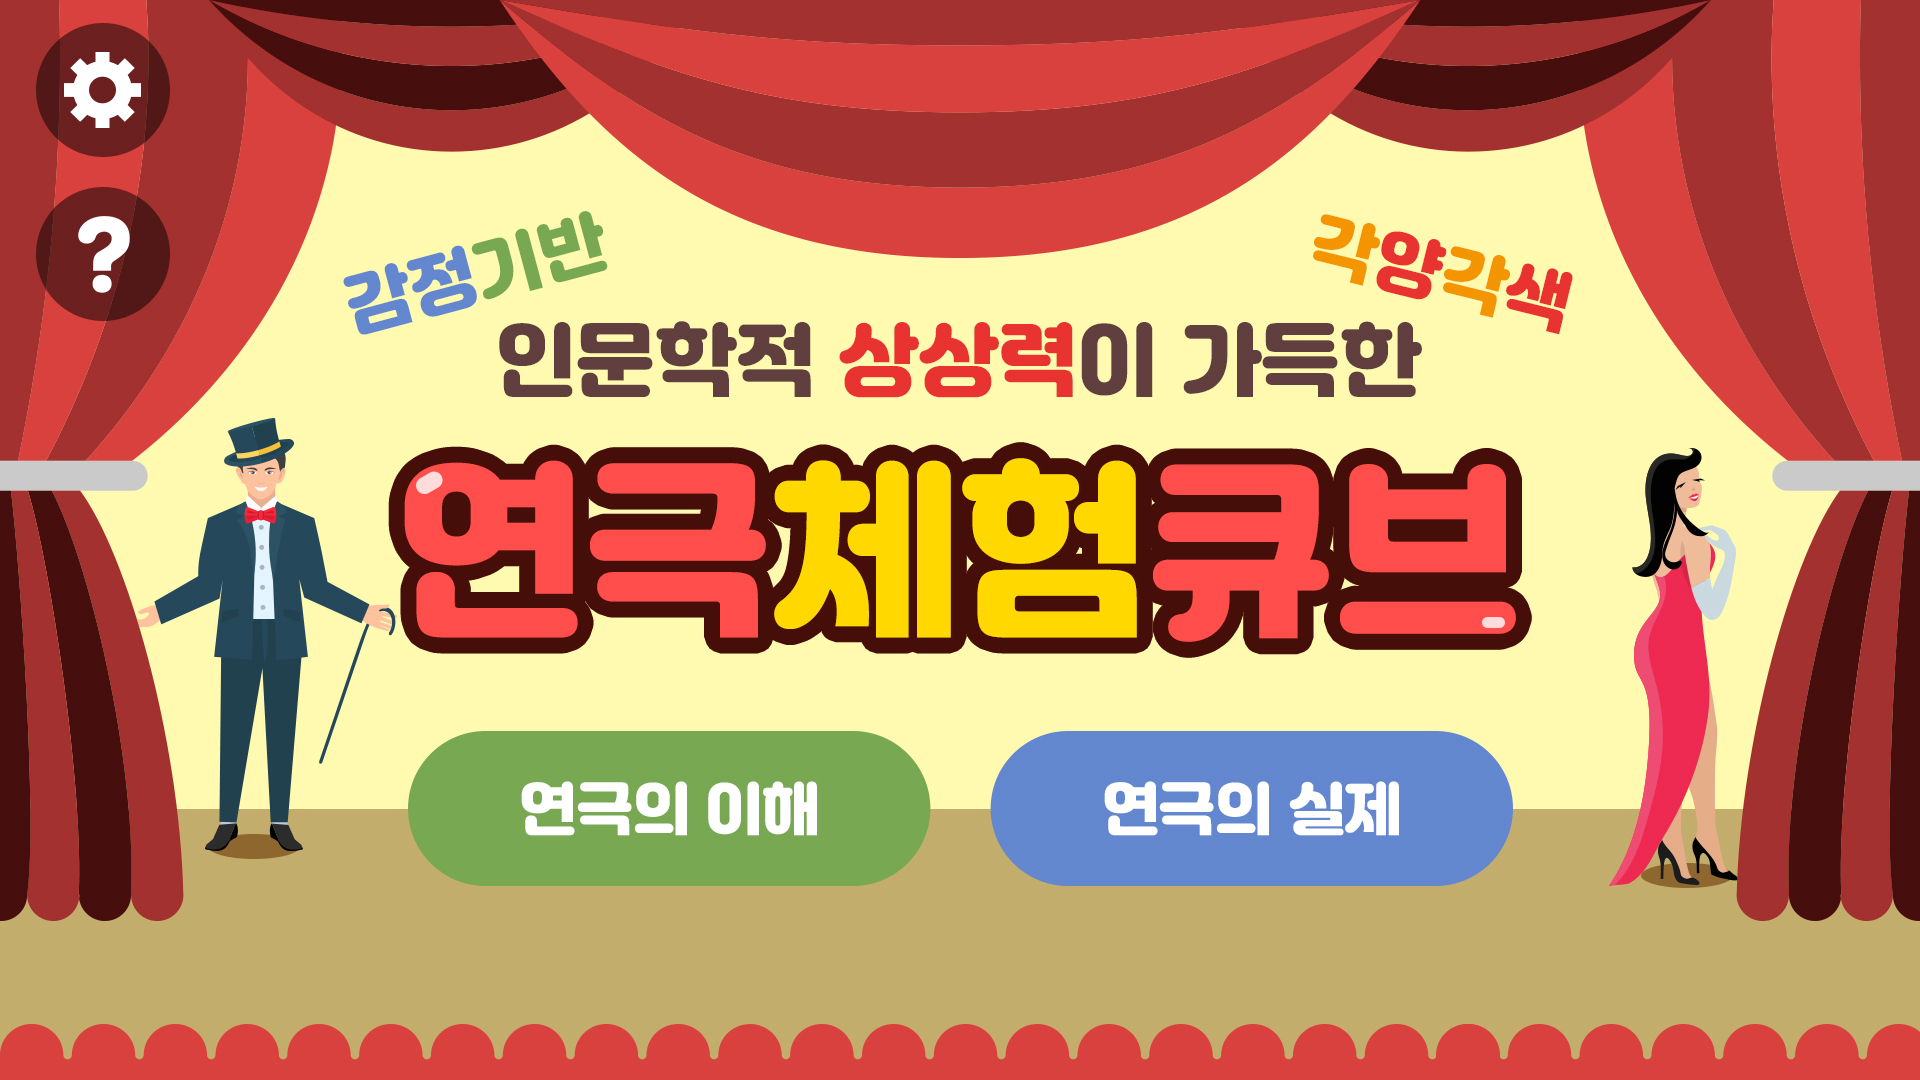 감정기반
각양각색
인문학적 상상력이 가득한
연극체험큐브
연극의 이해
연극의 실제
?